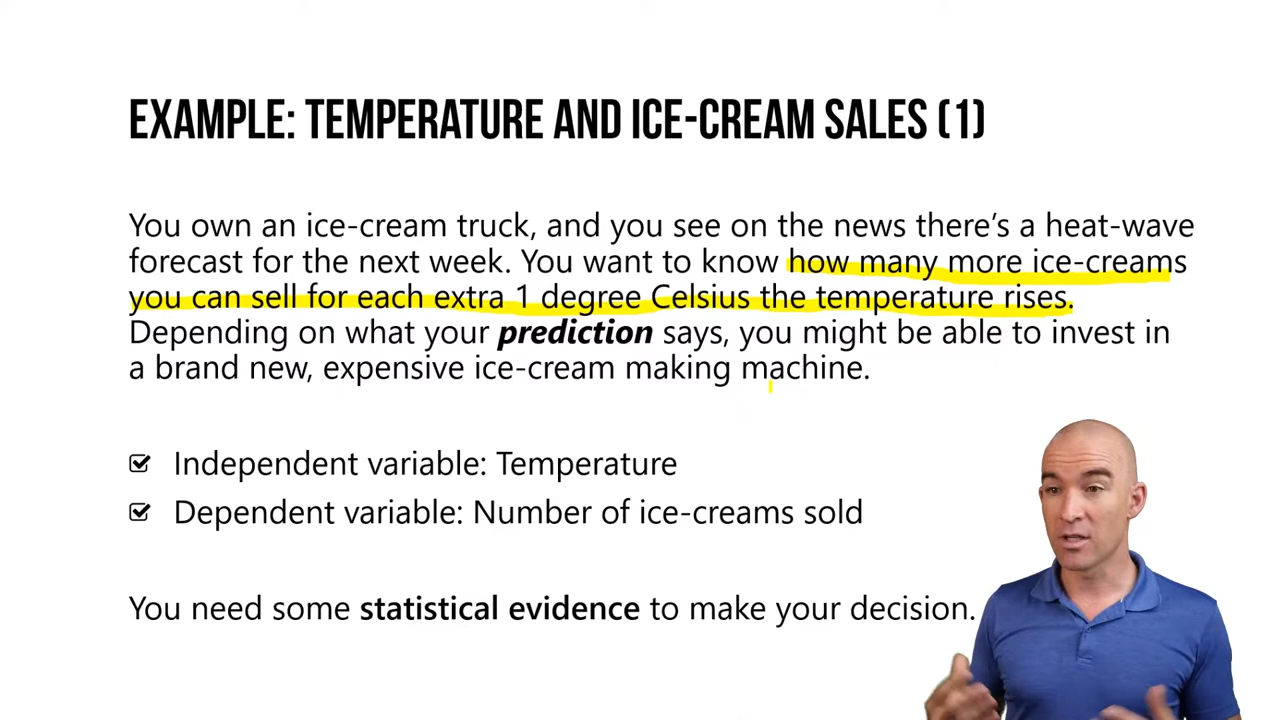 EXAMPLE: TEMPERATURE AND ICE-CREAM SALES (1)
You own an ice-cream truck, and you see on the news there’s a heat-wave
forecast for the next week. You want to know how many more ice-creams
you can sell for each extra 1 degree Celsius the temperature rises.
Depending on what your prediction says, you might be able to invest in
a brand new, expensive ice-cream making machine.
Independent variable: Temperature
Dependent variable: Number of ice-creams sold
You need some statistical evidence to make your decision.